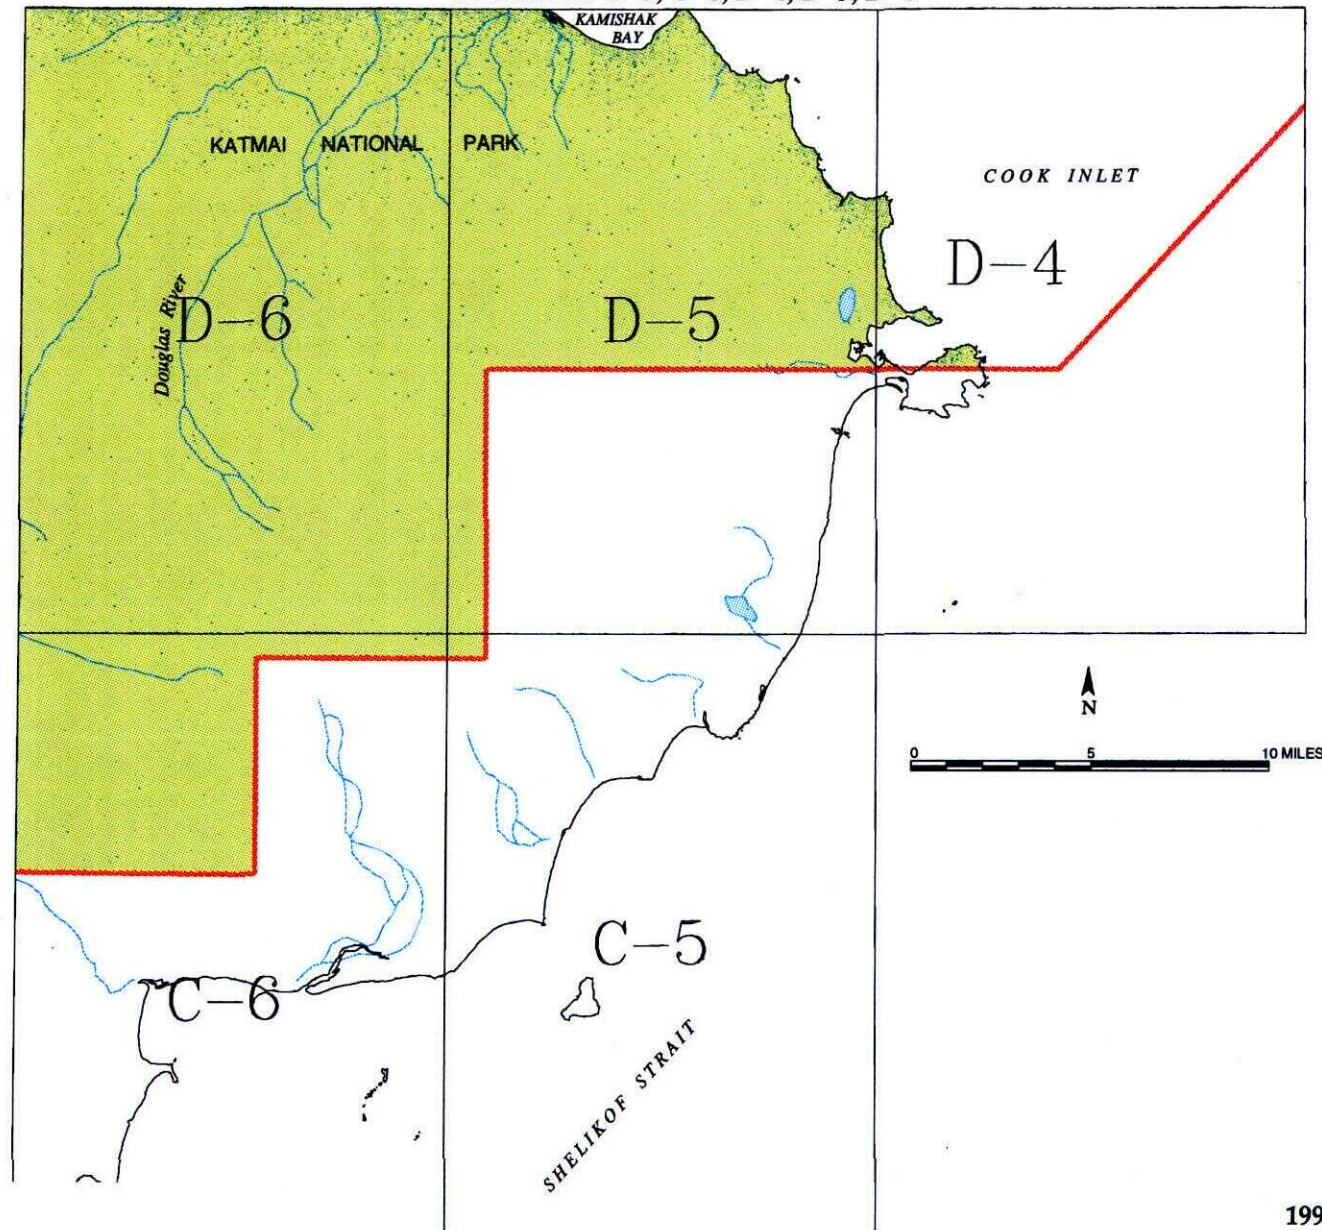 KAMISHAK
BAY
KATMAI NATIONAL PARK
COOK INLET
D-4
Douglas River
D-6
D-5
N
0 5 10 MILES
C-5
C-6
SHELIKOF STRAIT
199